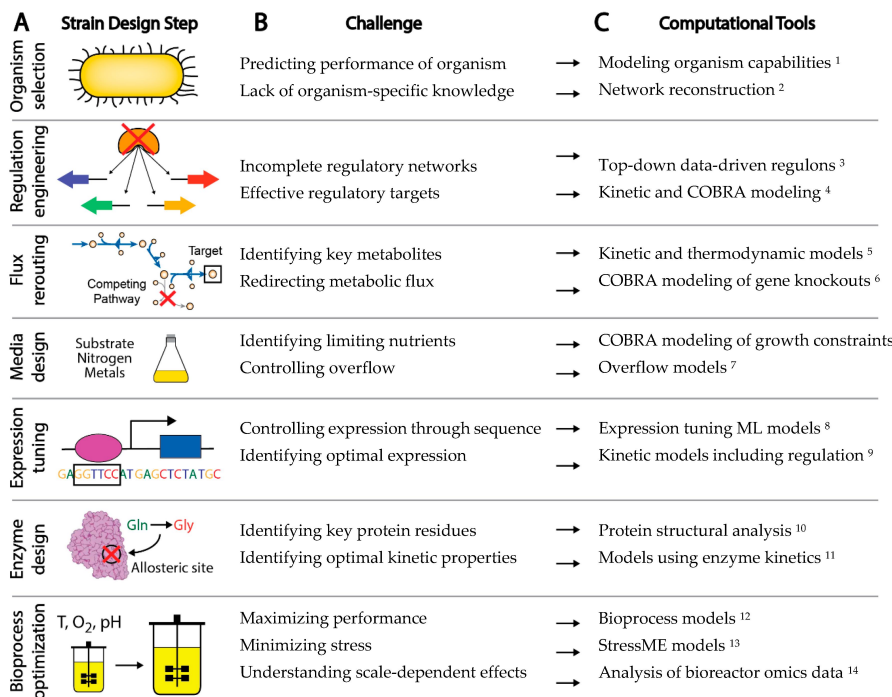 A Strain Design Step B Challenge C Computational Tools
Organism
selection
Predicting performance of organism → Modeling organism capabilities ¹
Lack of organism-specific knowledge → Network reconstruction ²
Regulation
engineering
Incomplete regulatory networks → Top-down data-driven regulons ³
Effective regulatory targets → Kinetic and COBRA modeling ⁴
Flux
rerouting
Target
Competing
Pathway
Identifying key metabolites → Kinetic and thermodynamic models ⁵
Redirecting metabolic flux → COBRA modeling of gene knockouts ⁶
Media
design
Substrate
Nitrogen
Metals
Identifying limiting nutrients → COBRA modeling of growth constraints
Controlling overflow → Overflow models ⁷
Expression
tuning
GAGGTTCCATGAGCTCTATGC
Controlling expression through sequence → Expression tuning ML models ⁸
Identifying optimal expression → Kinetic models including regulation ⁹
Enzyme
design
Gln → Gly
Allosteric site
Identifying key protein residues → Protein structural analysis ¹⁰
Identifying optimal kinetic properties → Models using enzyme kinetics ¹¹
Bioprocess
optimization
T, O₂, pH
Maximizing performance → Bioprocess models ¹²
Minimizing stress → StressME models ¹³
Understanding scale-dependent effects → Analysis of bioreactor omics data ¹⁴